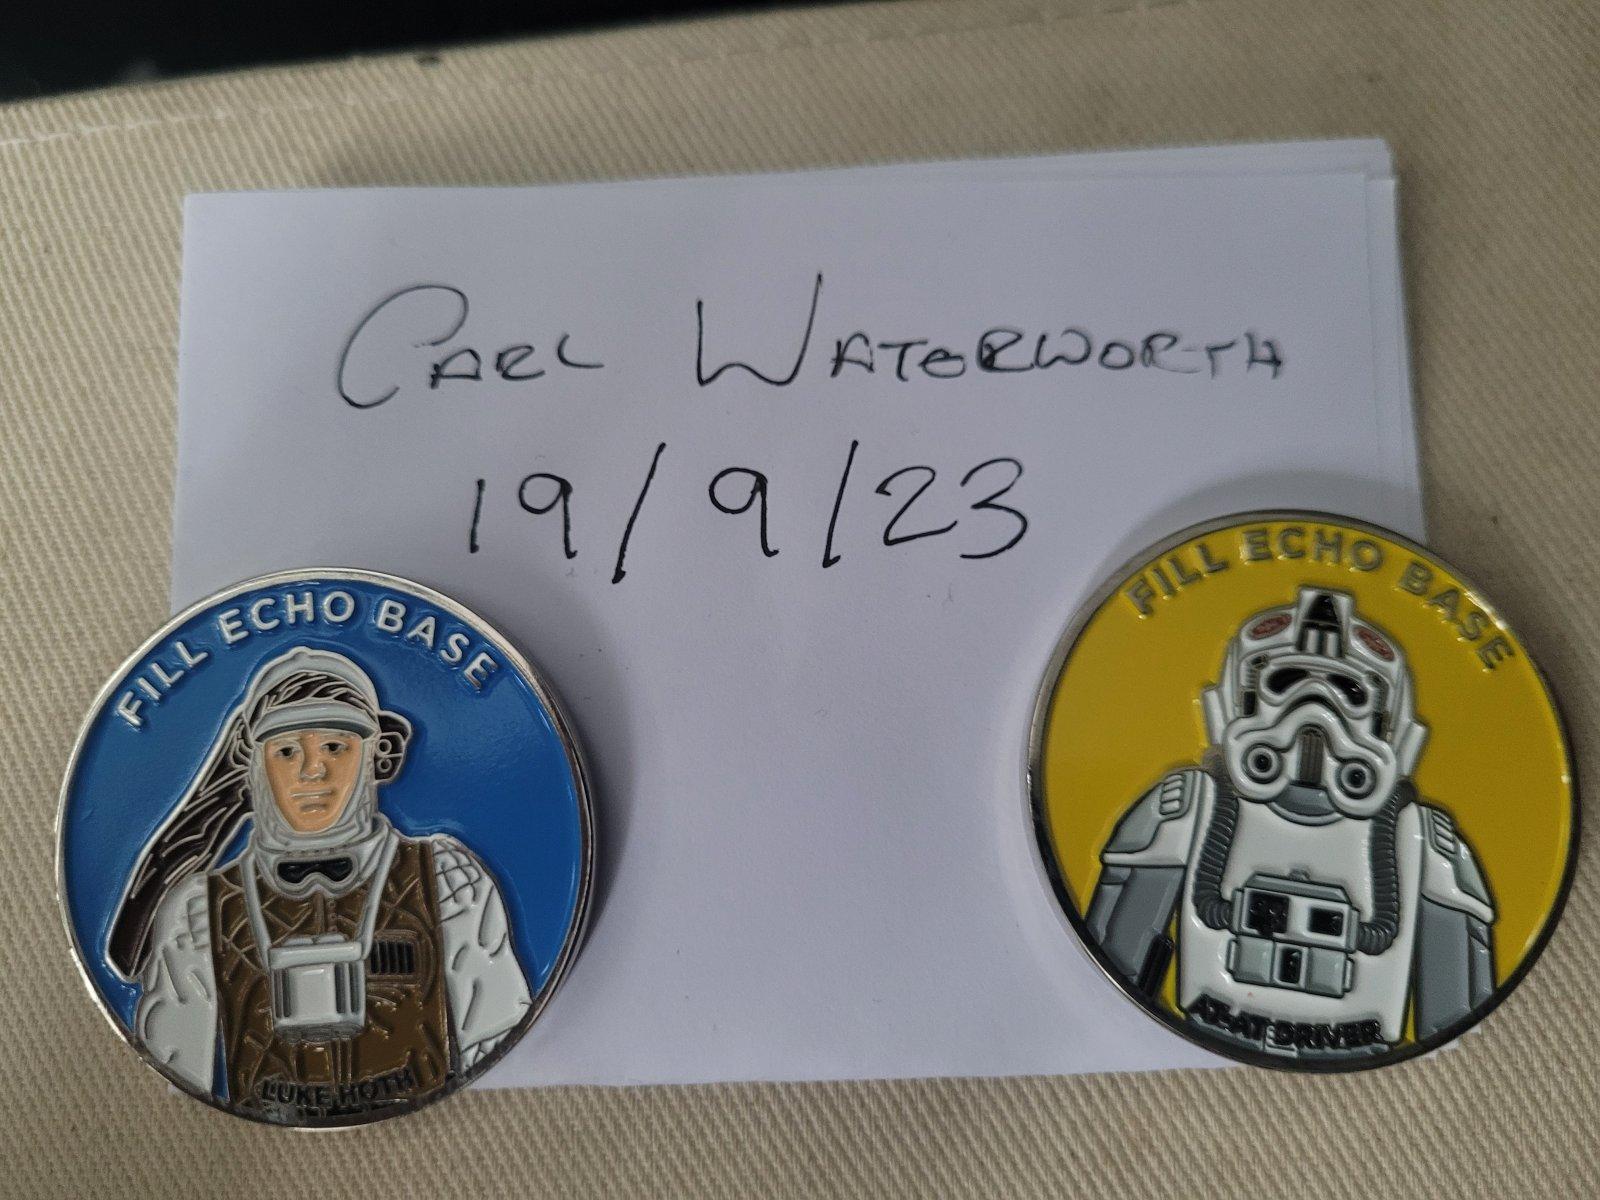 CARL WATERWORTH
19/9/23
FILL ECHO BASE
LUKE HOTH
FILL ECHO BASE
AT-AT DRIVER